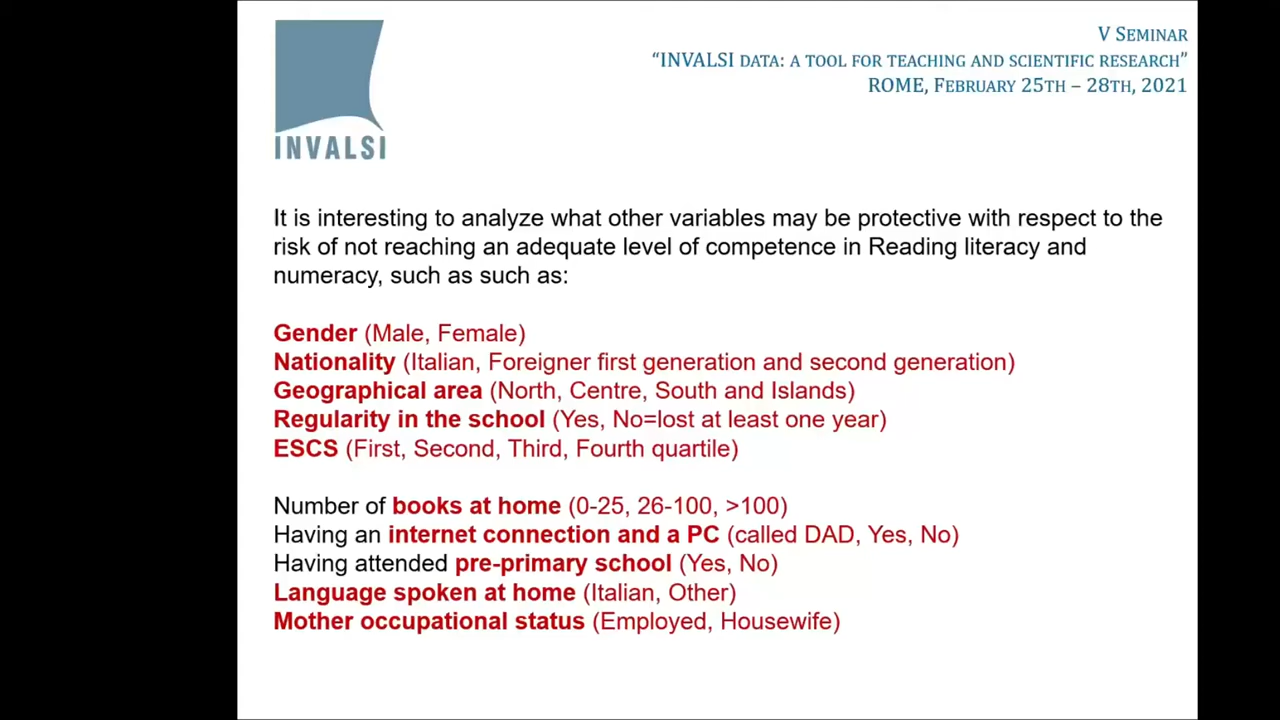 INVALSI
V SEMINAR
“INVALSI DATA: A TOOL FOR TEACHING AND SCIENTIFIC RESEARCH”
ROME, FEBRUARY 25TH – 28TH, 2021
It is interesting to analyze what other variables may be protective with respect to the
risk of not reaching an adequate level of competence in Reading literacy and
numeracy, such as such as:
Gender (Male, Female)
Nationality (Italian, Foreigner first generation and second generation)
Geographical area (North, Centre, South and Islands)
Regularity in the school (Yes, No=lost at least one year)
ESCS (First, Second, Third, Fourth quartile)
Number of books at home (0-25, 26-100, >100)
Having an internet connection and a PC (called DAD, Yes, No)
Having attended pre-primary school (Yes, No)
Language spoken at home (Italian, Other)
Mother occupational status (Employed, Housewife)